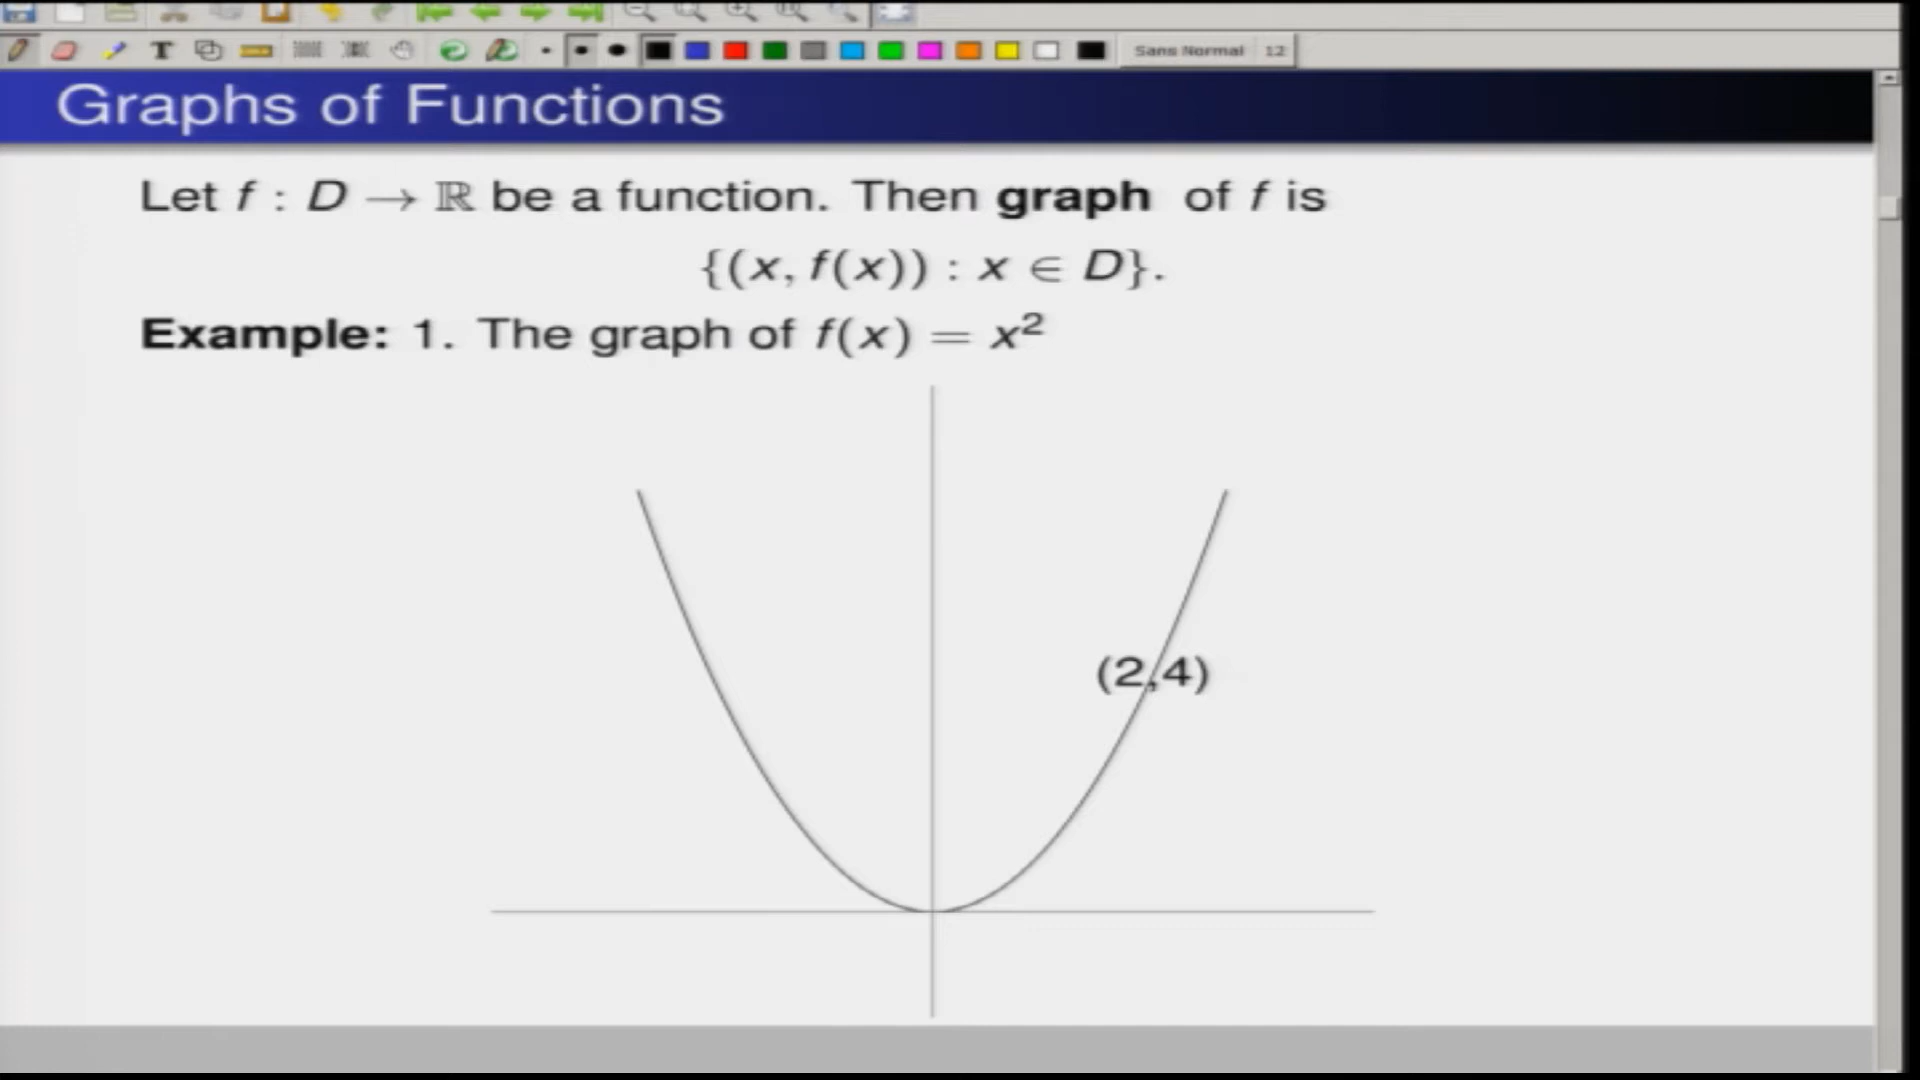 T
Sans Normal 12
Graphs of Functions
Let f : D → ℝ be a function. Then graph of f is
{(x, f(x)) : x ∈ D}.
Example: 1. The graph of f(x) = x²
(2,4)